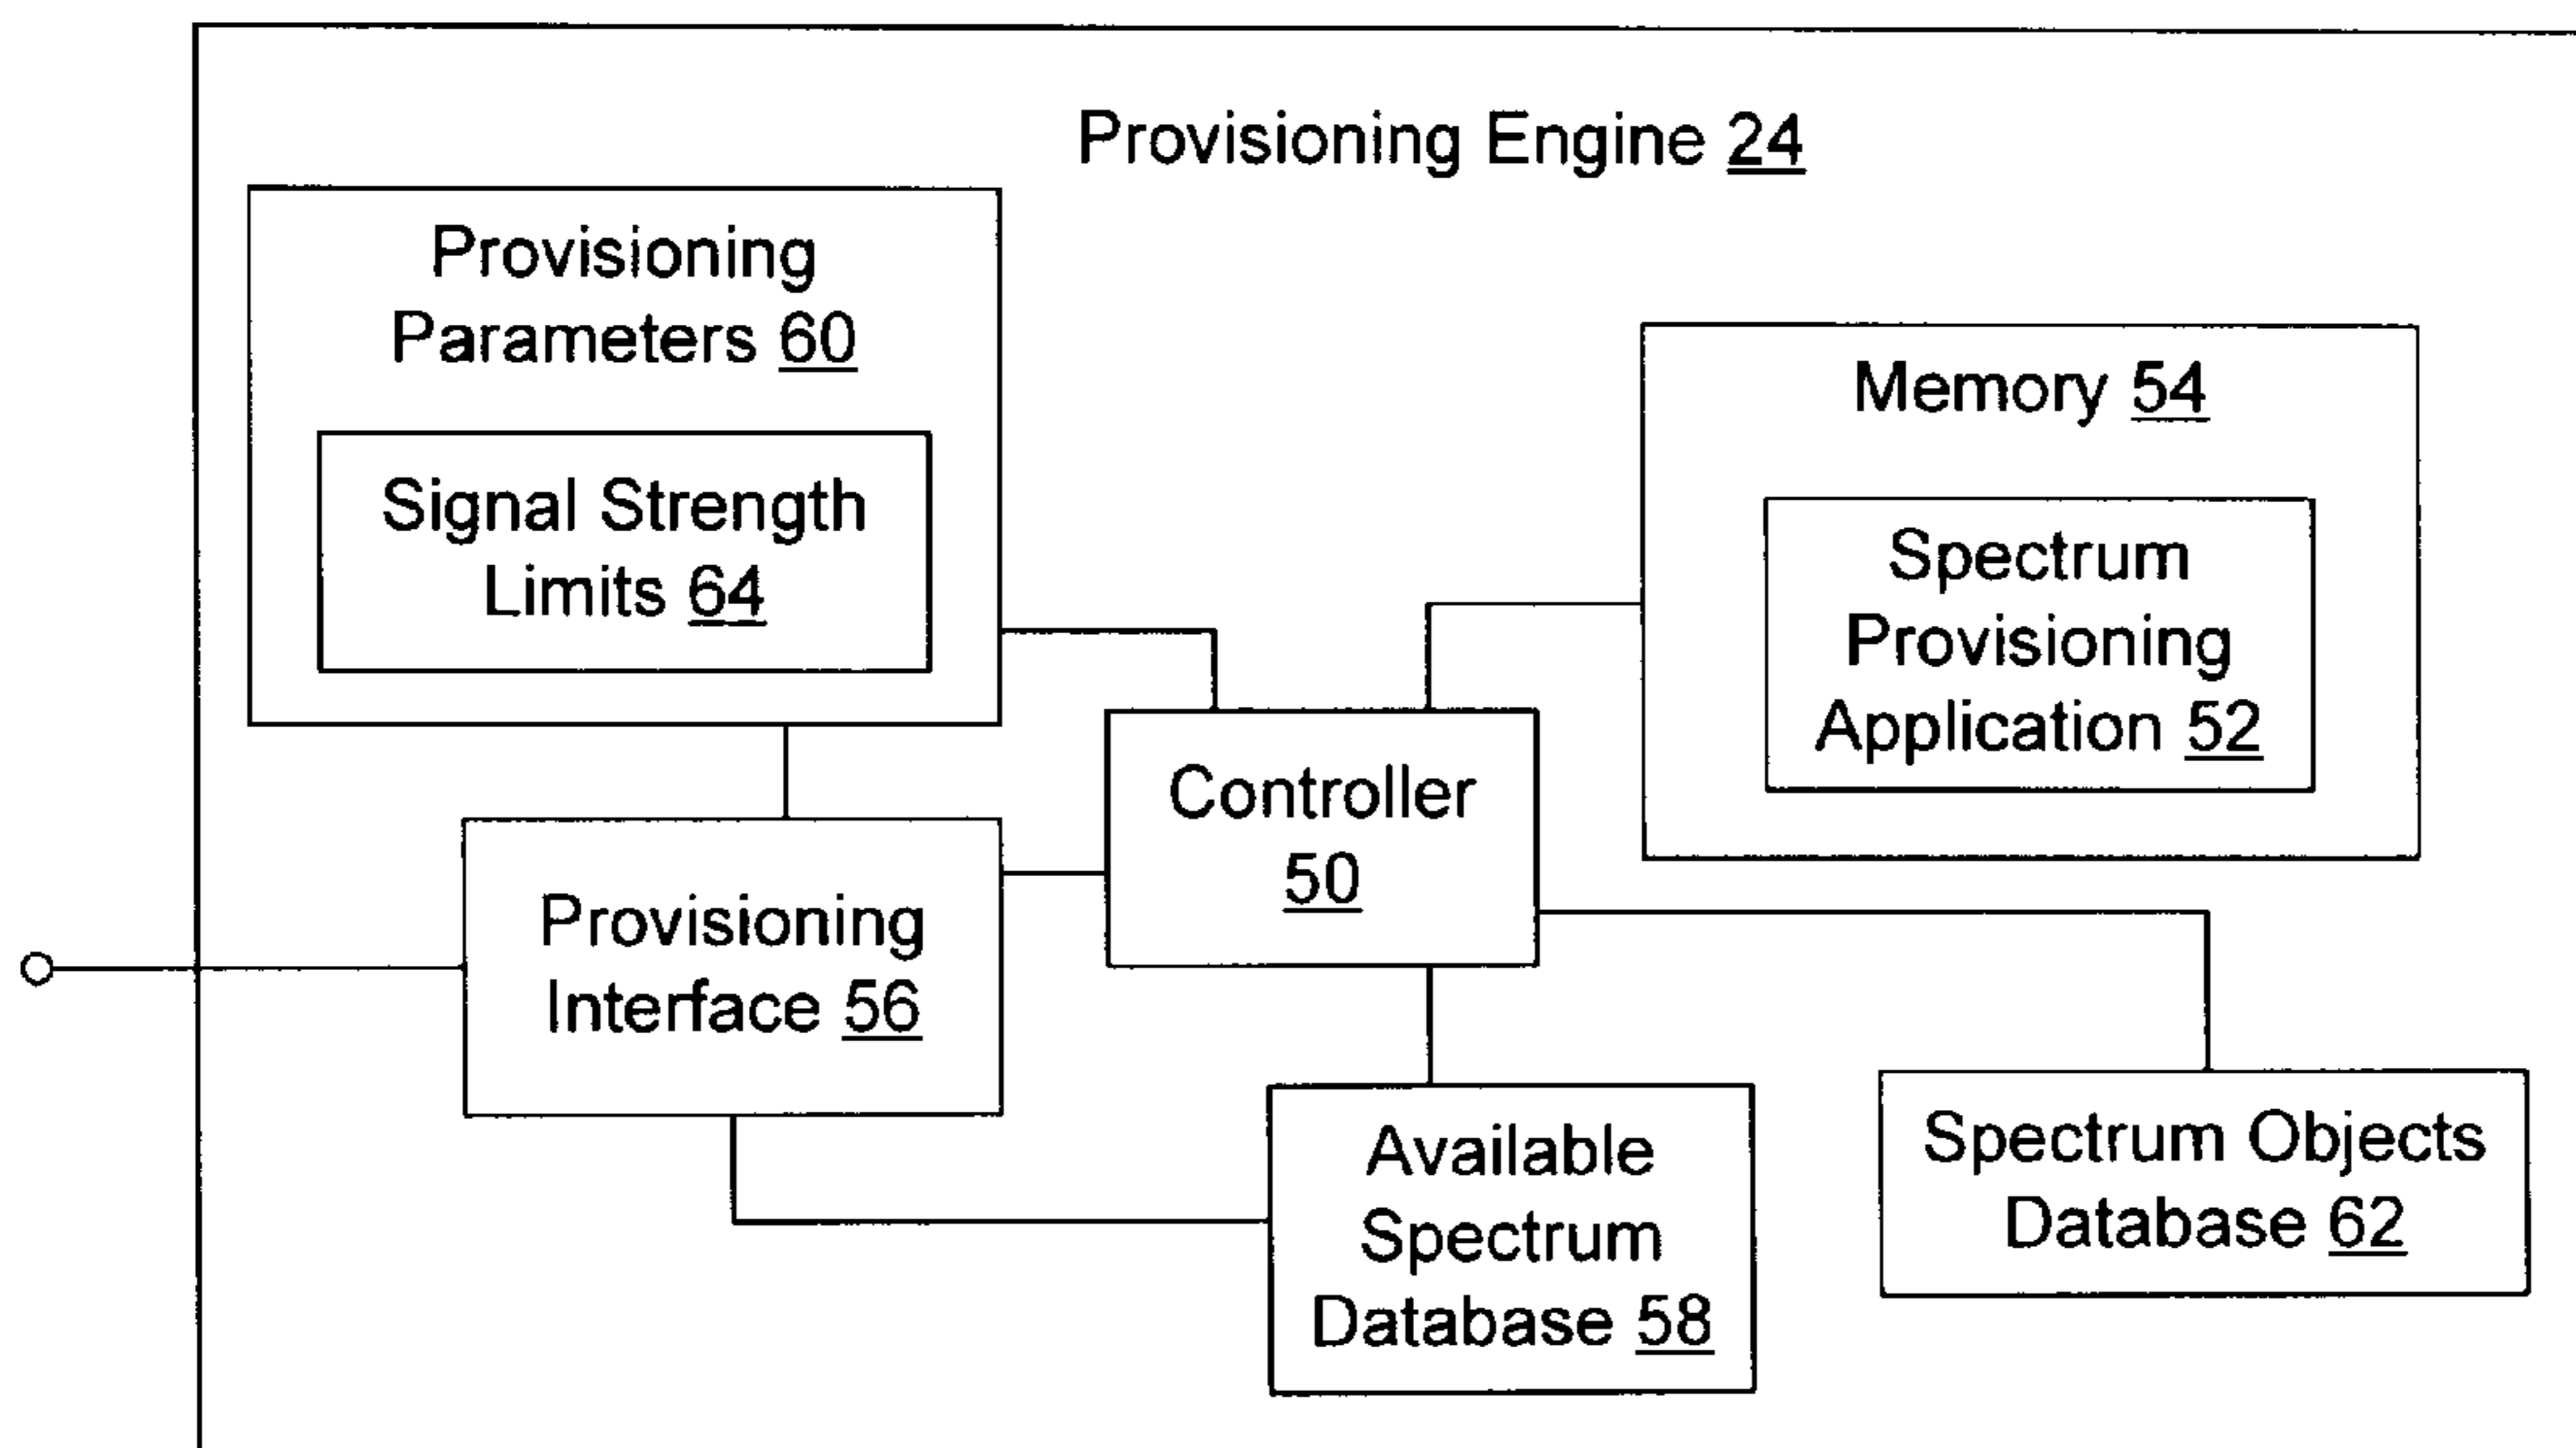 Provisioning Engine 24
Provisioning
Parameters 60
Signal Strength
Limits 64
Memory 54
Spectrum
Provisioning
Application 52
Controller
50
Provisioning
Interface 56
Available
Spectrum
Database 58
Spectrum Objects
Database 62